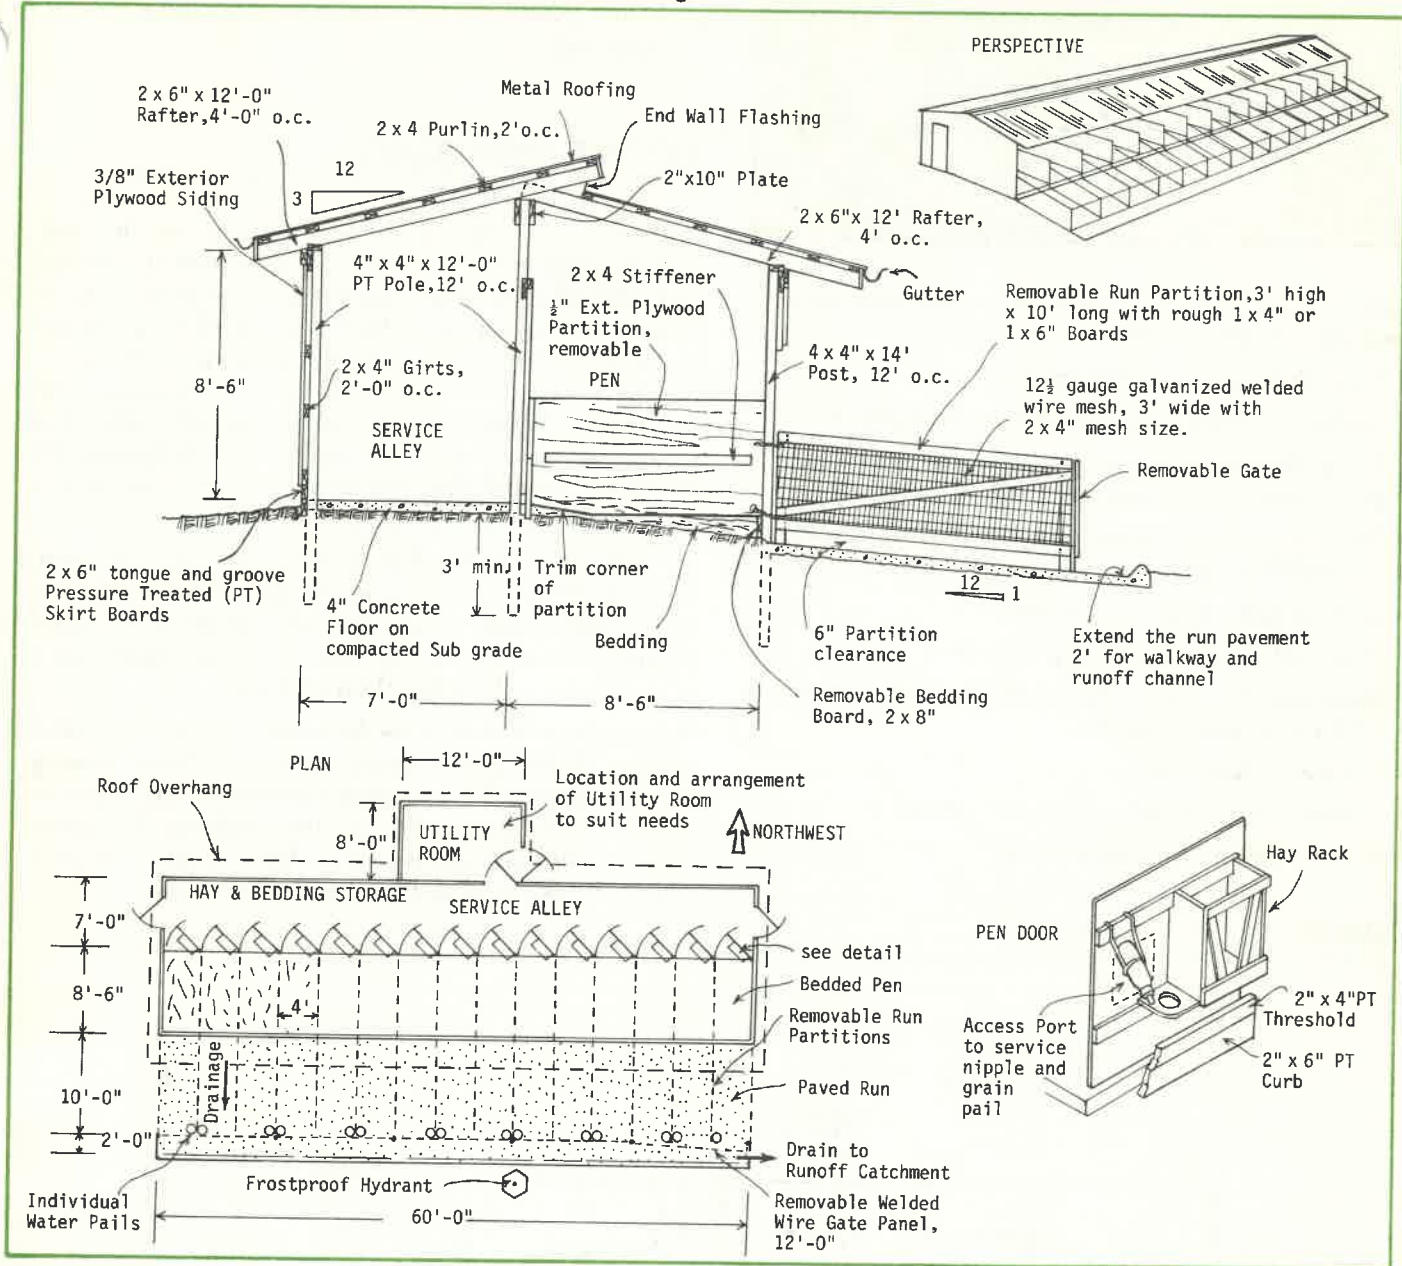 PERSPECTIVE
2 x 6" x 12'-0"
Rafter,4'-0" o.c.
Metal Roofing
2 x 4 Purlin,2'o.c.
End Wall Flashing
12
3
3/8" Exterior
Plywood Siding
2"x10" Plate
2 x 6"x 12' Rafter,
4' o.c.
4" x 4" x 12'-0"
PT Pole,12' o.c.
2 x 4 Stiffener
½" Ext. Plywood
Partition,
removable
PEN
Gutter
Removable Run Partition,3' high
x 10' long with rough 1 x 4" or
1 x 6" Boards
8'-6"
2 x 4" Girts,
2'-0" o.c.
4 x 4" x 14'
Post, 12' o.c.
12½ gauge galvanized welded
wire mesh, 3' wide with
2 x 4" mesh size.
SERVICE
ALLEY
Removable Gate
2 x 6" tongue and groove
Pressure Treated (PT)
Skirt Boards
3' min.
Trim corner
of
partition
4" Concrete
Floor on
compacted Sub grade
Bedding
12
1
6" Partition
clearance
Extend the run pavement
2' for walkway and
runoff channel
Removable Bedding
Board, 2 x 8"
7'-0"
8'-6"
PLAN
12'-0"
Roof Overhang
Location and arrangement
of Utility Room
to suit needs
8'-0"
UTILITY
ROOM
NORTHWEST
HAY & BEDDING STORAGE
SERVICE ALLEY
7'-0"
see detail
Bedded Pen
8'-6"
4'
Removable Run
Partitions
Drainage
Paved Run
10'-0"
2'-0"
Drain to
Runoff Catchment
Individual
Water Pails
Frostproof Hydrant
Removable Welded
Wire Gate Panel,
12'-0"
60'-0"
Hay Rack
PEN DOOR
Access Port
to service
nipple and
grain
pail
2" x 4"PT
Threshold
2" x 6" PT
Curb